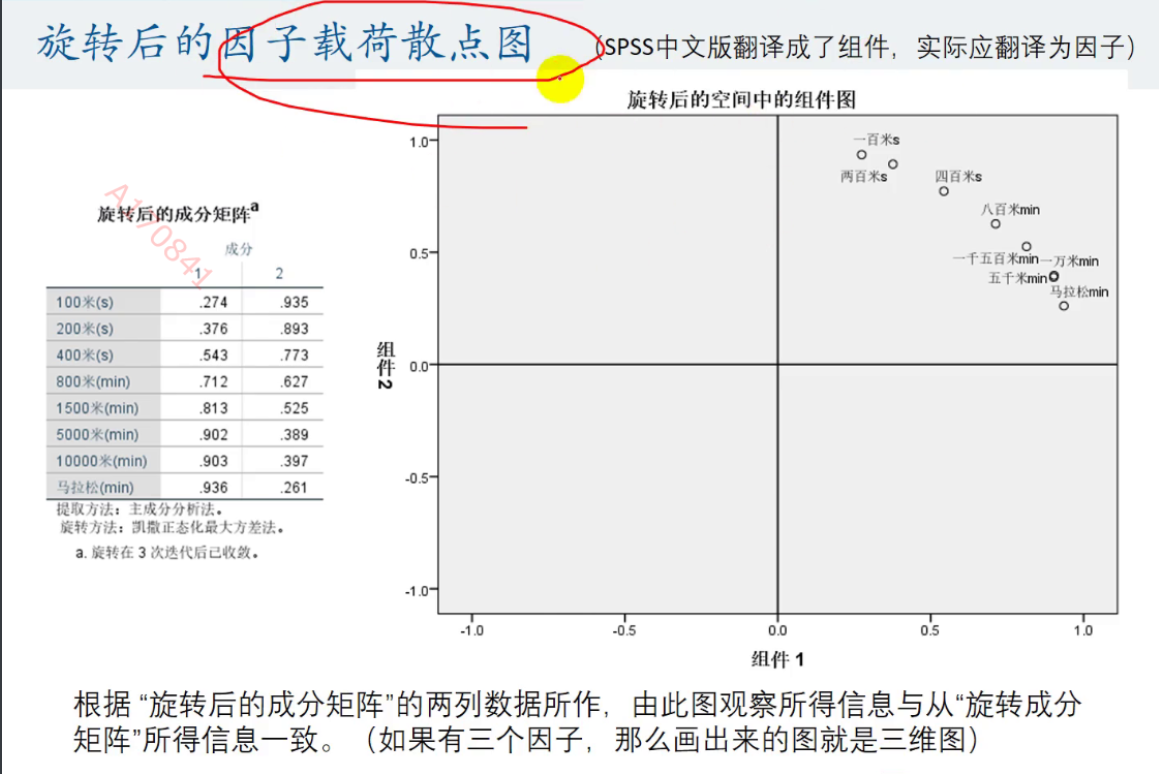 旋转后的因子载荷散点图 (SPSS中文版翻译成了组件，实际应翻译为因子)
旋转后的空间中的组件图
A170841
旋转后的成分矩阵a
成分
1 2
100米(s) .274 .935
200米(s) .376 .893
400米(s) .543 .773
800米(min) .712 .627
1500米(min) .813 .525
5000米(min) .902 .389
10000米(min) .903 .397
马拉松(min) .936 .261
提取方法：主成分分析法。
旋转方法：凯撒正态化最大方差法。
a. 旋转在 3 次迭代后已收敛。
组件 2
1.0
0.5
0.0
-0.5
-1.0
一百米s
两百米s
四百米s
八百米min
一千五百米min
一万米min
五千米min
马拉松min
-1.0 -0.5 0.0 0.5 1.0
组件 1
根据 “旋转后的成分矩阵”的两列数据所作，由此图观察所得信息与从“旋转成分
矩阵”所得信息一致。（如果有三个因子，那么画出来的图就是三维图）